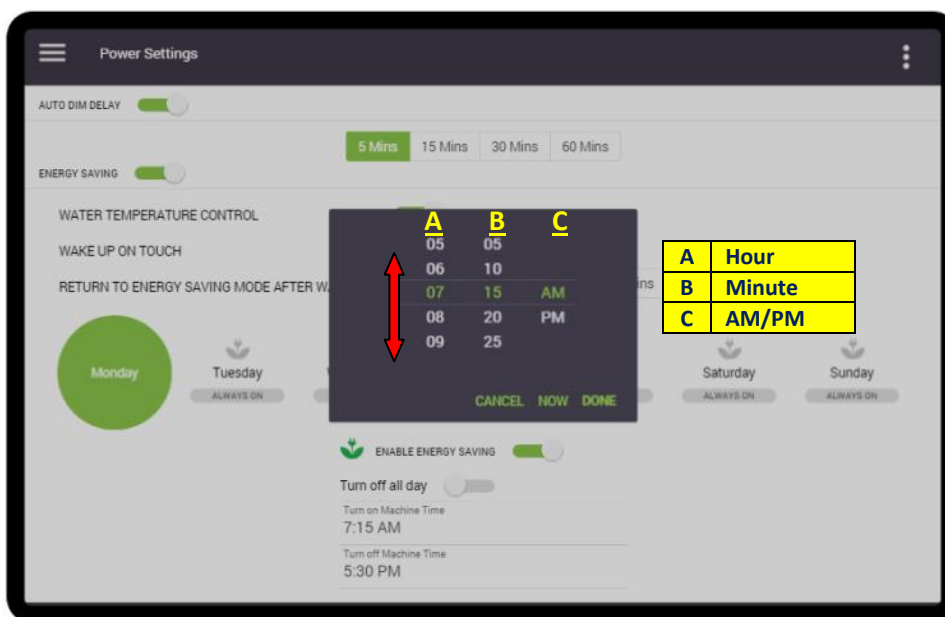 Power Settings
AUTO DIM DELAY
5 Mins 15 Mins 30 Mins 60 Mins
ENERGY SAVING
WATER TEMPERATURE CONTROL
WAKE UP ON TOUCH
RETURN TO ENERGY SAVING MODE AFTER
ins
A B C
05 05
06 10
07 15 AM
08 20 PM
09 25
CANCEL NOW DONE
A Hour
B Minute
C AM/PM
Monday
Tuesday
ALWAYS ON
Saturday
ALWAYS ON
Sunday
ALWAYS ON
ENABLE ENERGY SAVING
Turn off all day
Turn on Machine Time
7:15 AM
Turn off Machine Time
5:30 PM